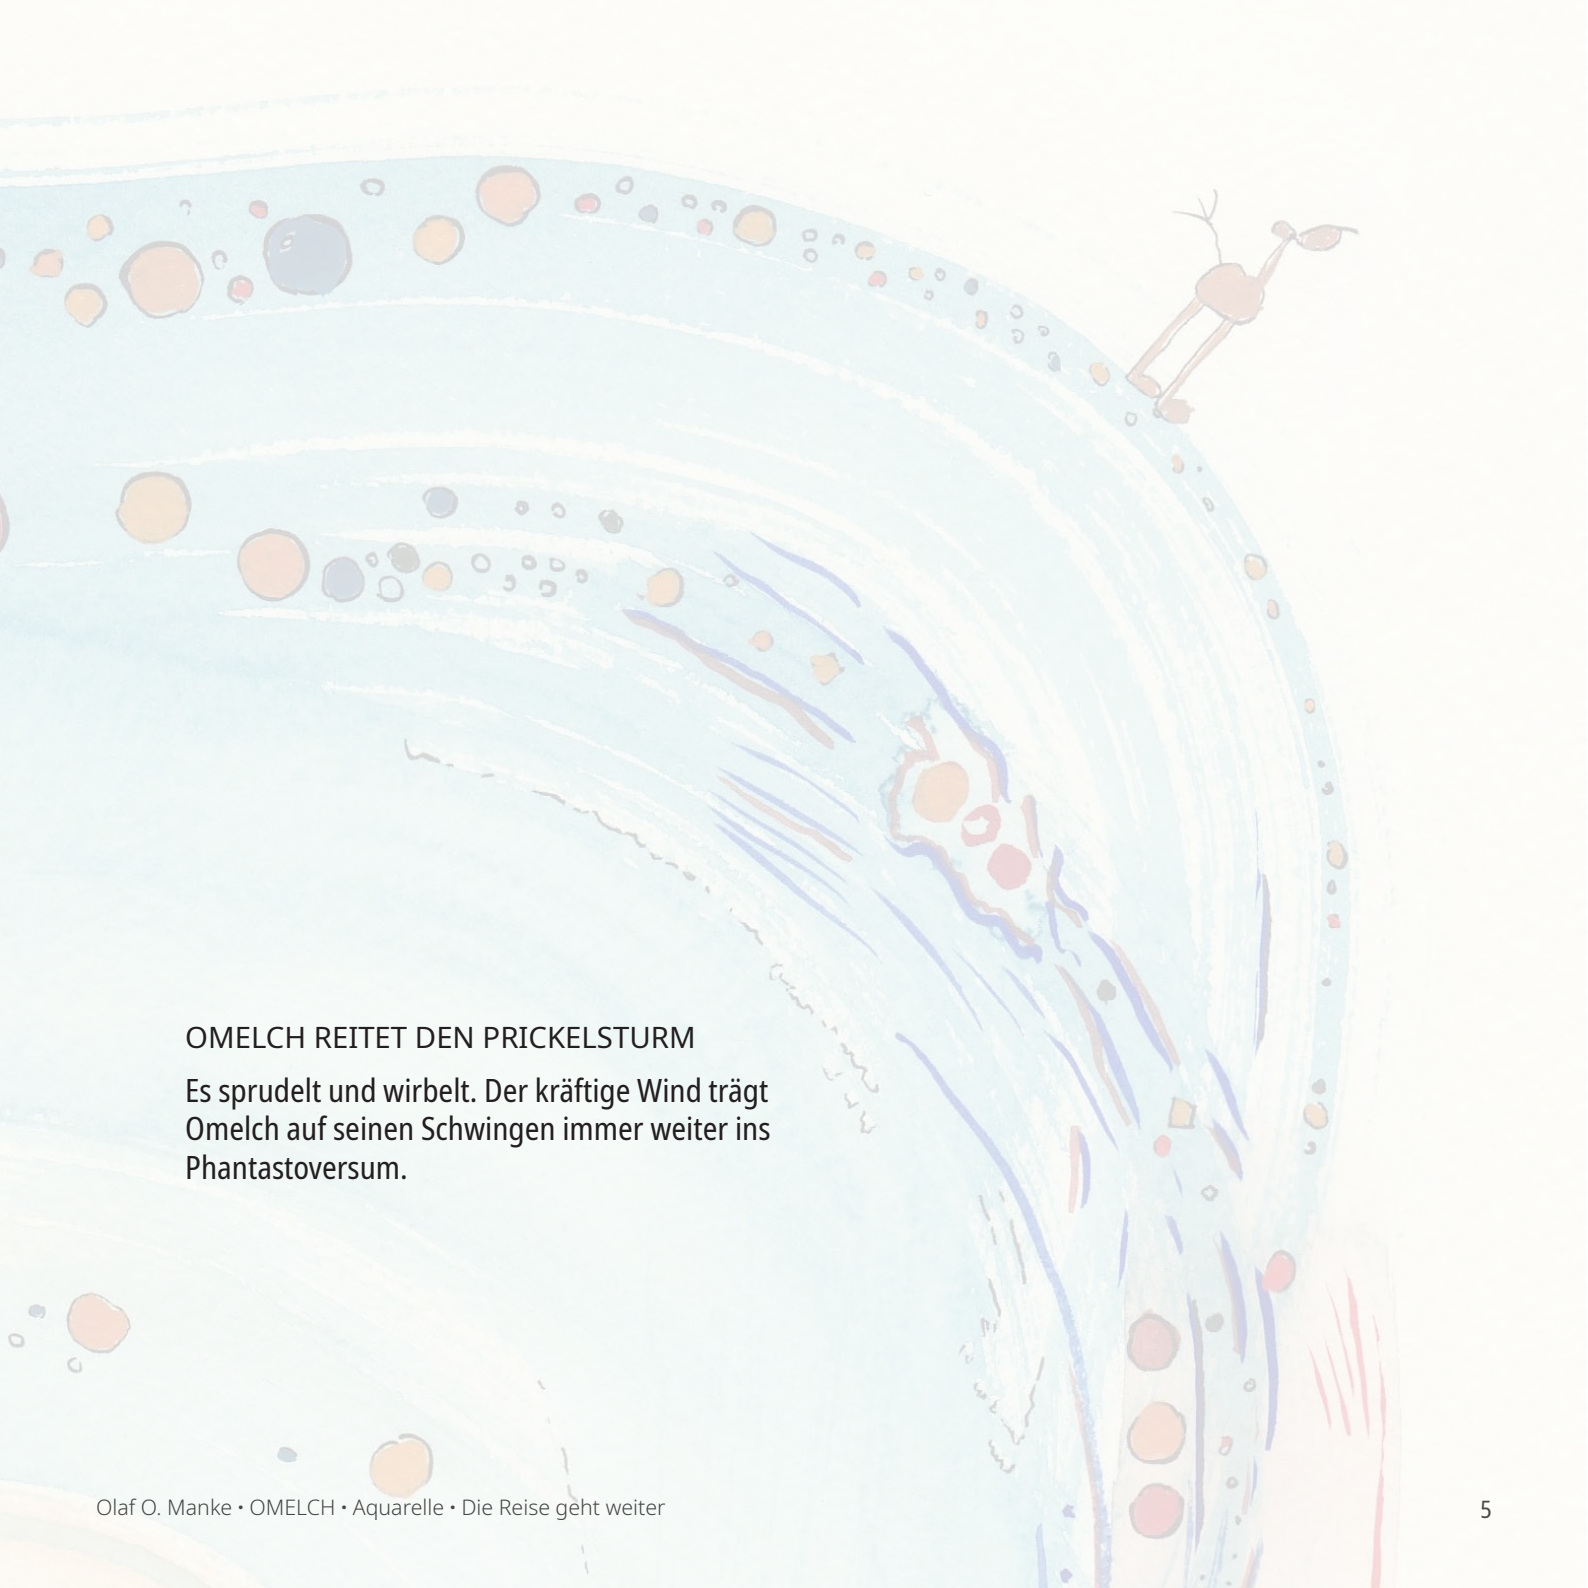 OMELCH REITET DEN PRICKELSTURM
Es sprudelt und wirbelt. Der kräftige Wind trägt
Omelch auf seinen Schwingen immer weiter ins
Phantastoversum.
Olaf O. Manke • OMELCH • Aquarelle • Die Reise geht weiter
5